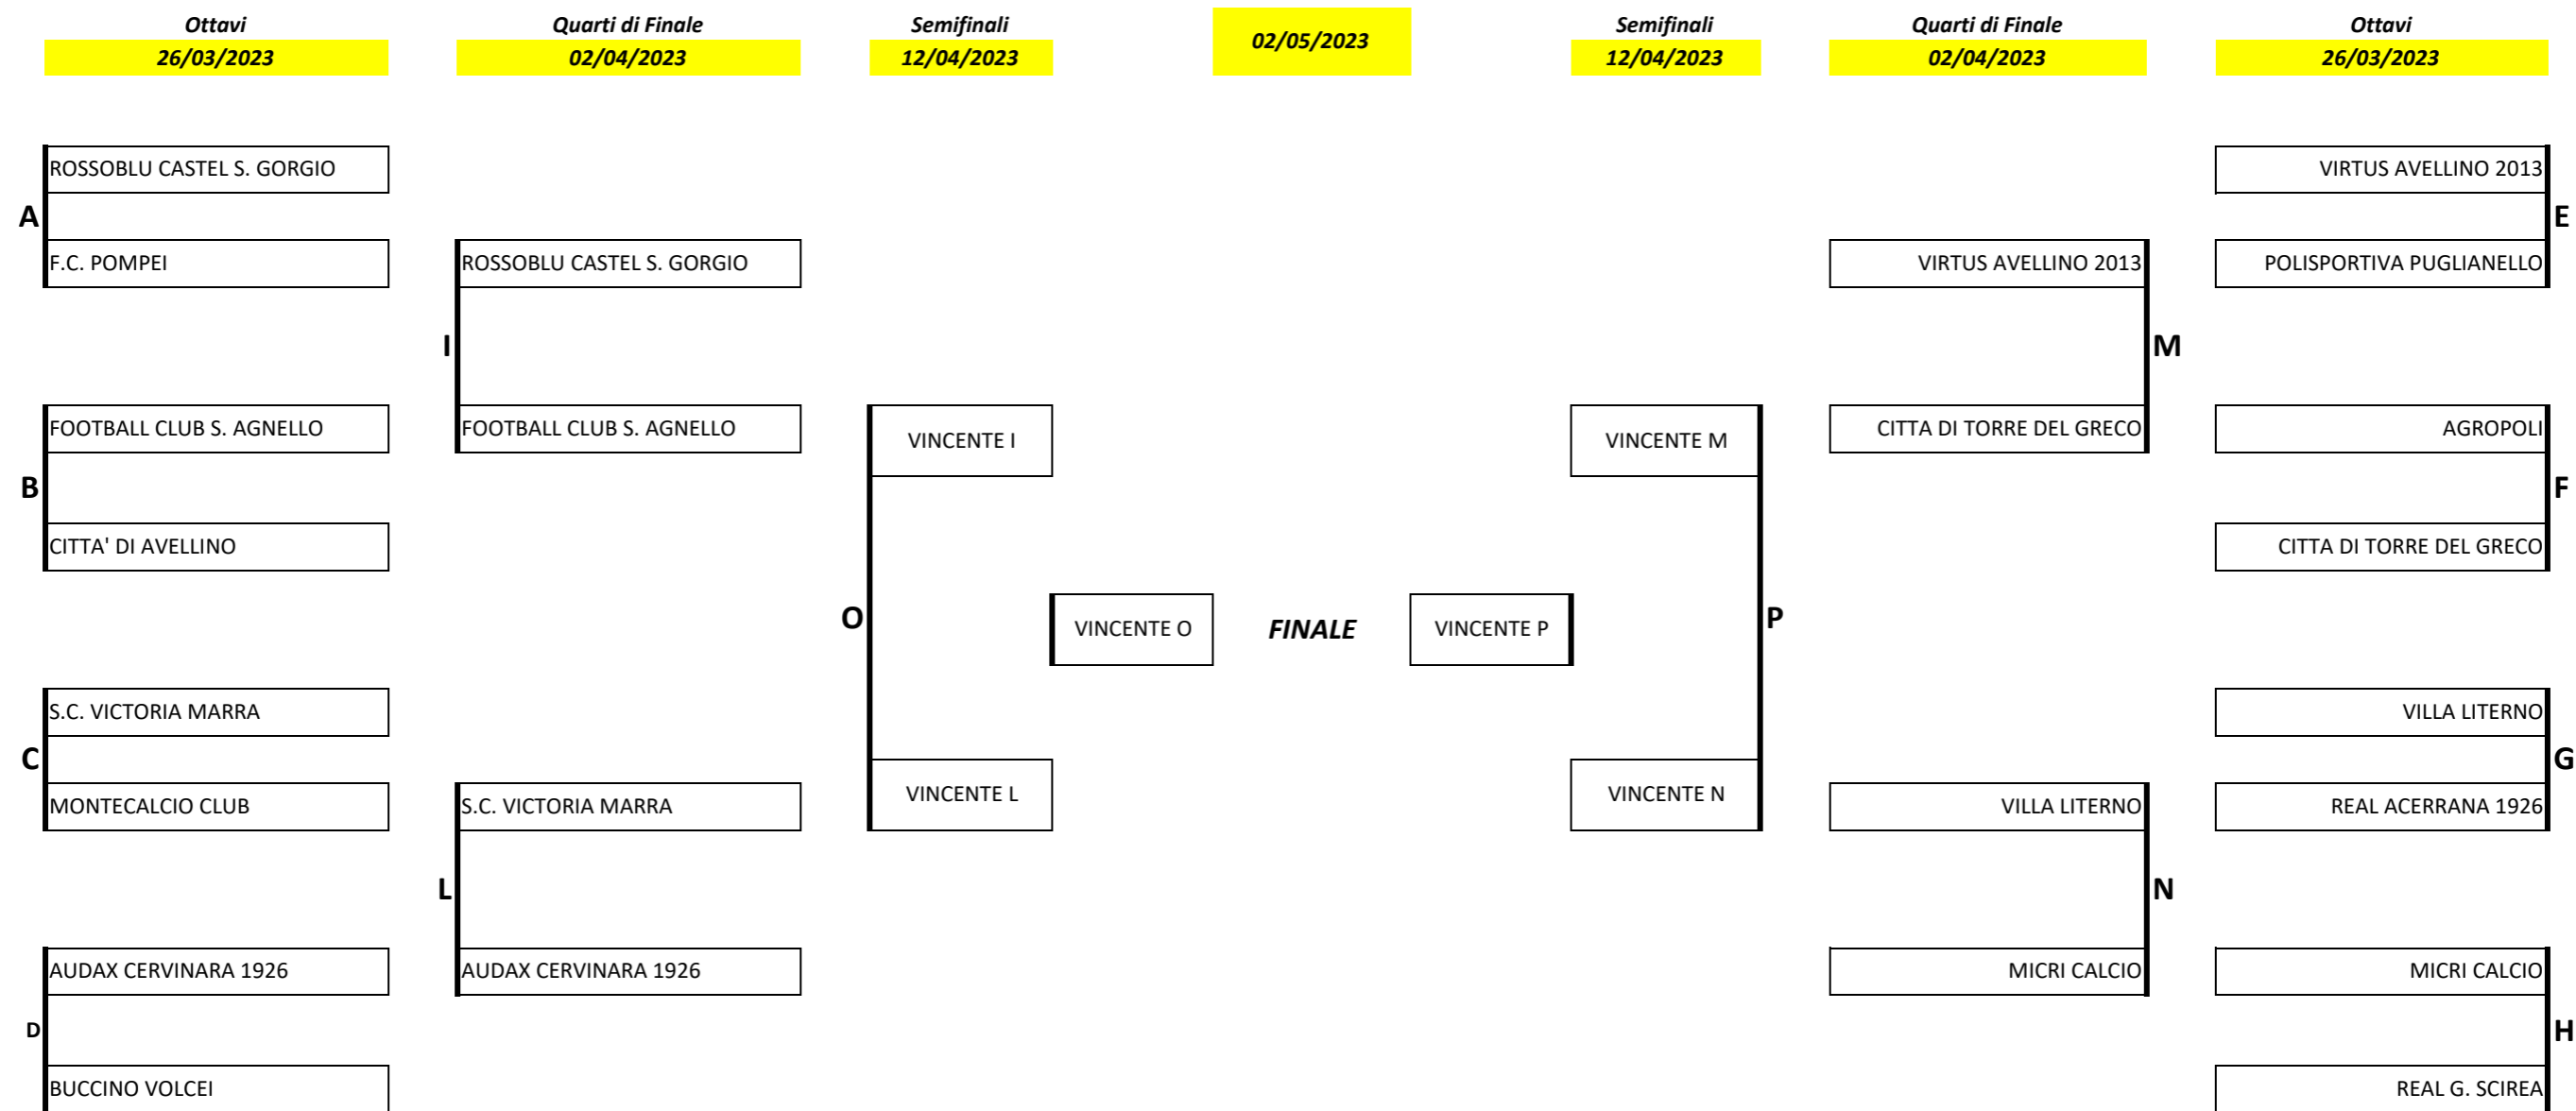 Ottavi
Quarti di Finale
Semifinali
02/05/2023
Semifinali
Quarti di Finale
Ottavi
26/03/2023
02/04/2023
12/04/2023
12/04/2023
02/04/2023
26/03/2023
ROSSOBLU CASTEL S. GORGIO
VIRTUS AVELLINO 2013
A
E
F.C. POMPEI
ROSSOBLU CASTEL S. GORGIO
VIRTUS AVELLINO 2013
POLISPORTIVA PUGLIANELLO
I
M
FOOTBALL CLUB S. AGNELLO
FOOTBALL CLUB S. AGNELLO
VINCENTE I
VINCENTE M
CITTA DI TORRE DEL GRECO
AGROPOLI
B
F
CITTA' DI AVELLINO
CITTA DI TORRE DEL GRECO
O
VINCENTE O
FINALE
VINCENTE P
P
S.C. VICTORIA MARRA
VILLA LITERNO
C
G
MONTECALCIO CLUB
S.C. VICTORIA MARRA
VINCENTE L
VINCENTE N
VILLA LITERNO
REAL ACERRANA 1926
L
N
AUDAX CERVINARA 1926
AUDAX CERVINARA 1926
MICRI CALCIO
MICRI CALCIO
D
H
BUCCINO VOLCEI
REAL G. SCIREA